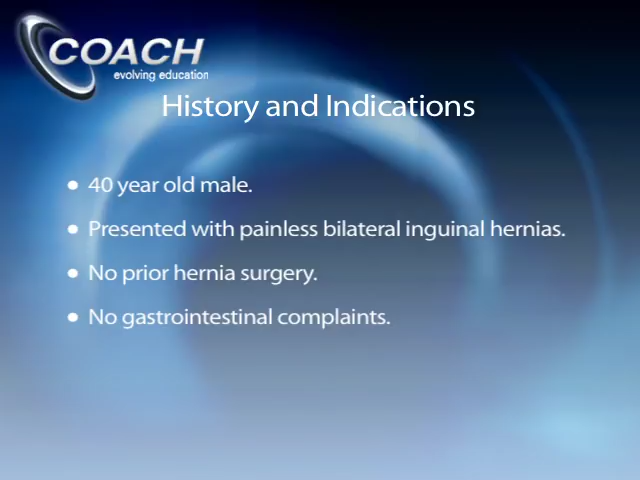 COACH
evolving education
History and Indications
• 40 year old male.
• Presented with painless bilateral inguinal hernias.
• No prior hernia surgery.
• No gastrointestinal complaints.